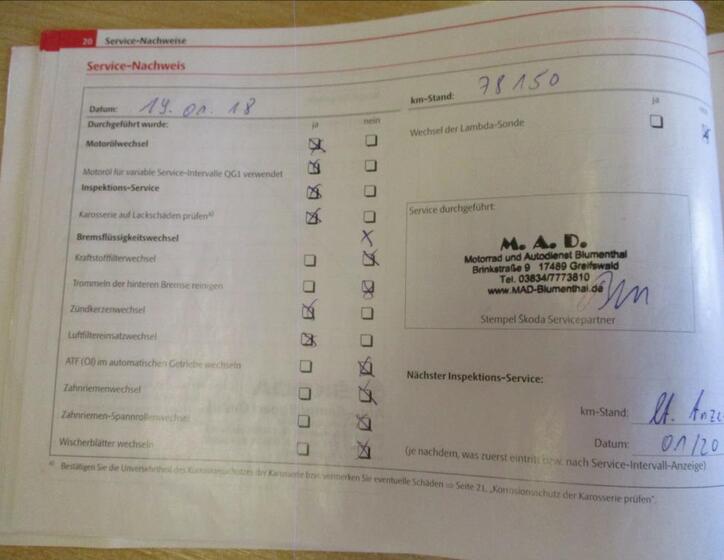 20 Service-Nachweise
Service-Nachweis
Datum: 19.01.18
km-Stand: 78150
Durchgeführt wurde: ja nein
ja
Wechsel der Lambda-Sonde
Motorölwechsel
Motoröl für variable Service-Intervalle QG1 verwendet
Inspektions-Service
Karosserie auf Lackschäden prüfen a)
Bremsflüssigkeitswechsel
Kraftstofffilterwechsel
Trommeln der hinteren Bremse reinigen
Zündkerzenwechsel
Luftfiltereinsatzwechsel
ATF (Öl) im automatischen Getriebe wechseln
Zahnriemenwechsel
Zahnriemen-Spannrollenwechsel
Wischerblätter wechseln
Service durchgeführt:
M. A. D.
Motorrad und Autodienst Blumenthal
Brinkstraße 9 17489 Greifswald
Tel. 03834/7773810
www.MAD-Blumenthal.de
Stempel Škoda Servicepartner
Nächster Inspektions-Service:
km-Stand: lt. Anze
Datum: 01/20
(je nachdem, was zuerst eintritt bzw. nach Service-Intervall-Anzeige)
a) Bestätigen Sie die Unversehrtheit des Korrosionsschutzes der Karosserie bzw. vermerken Sie eventuelle Schäden ⇒ Seite 21, „Korrosionsschutz der Karosserie prüfen“.